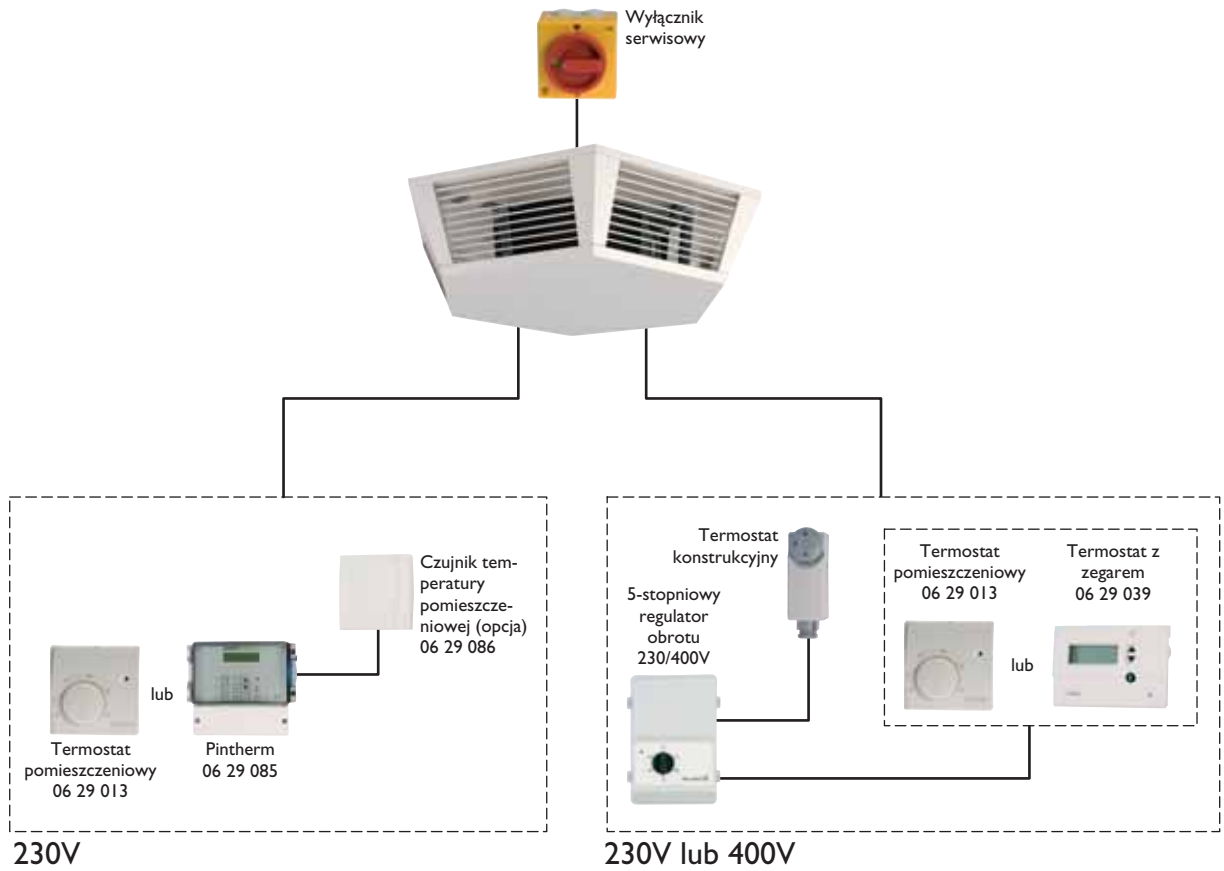 Wyłącznik
serwisowy
Czujnik tem-
peratury
pomieszcze-
niowej (opcja)
06 29 086
lub
Termostat
pomieszczeniowy
06 29 013
Pintherm
06 29 085
230V
Termostat
konstrukcyjny
5-stopniowy
regulator
obrotu
230/400V
Termostat
pomieszczeniowy
06 29 013
Termostat z
zegarem
06 29 039
lub
230V lub 400V